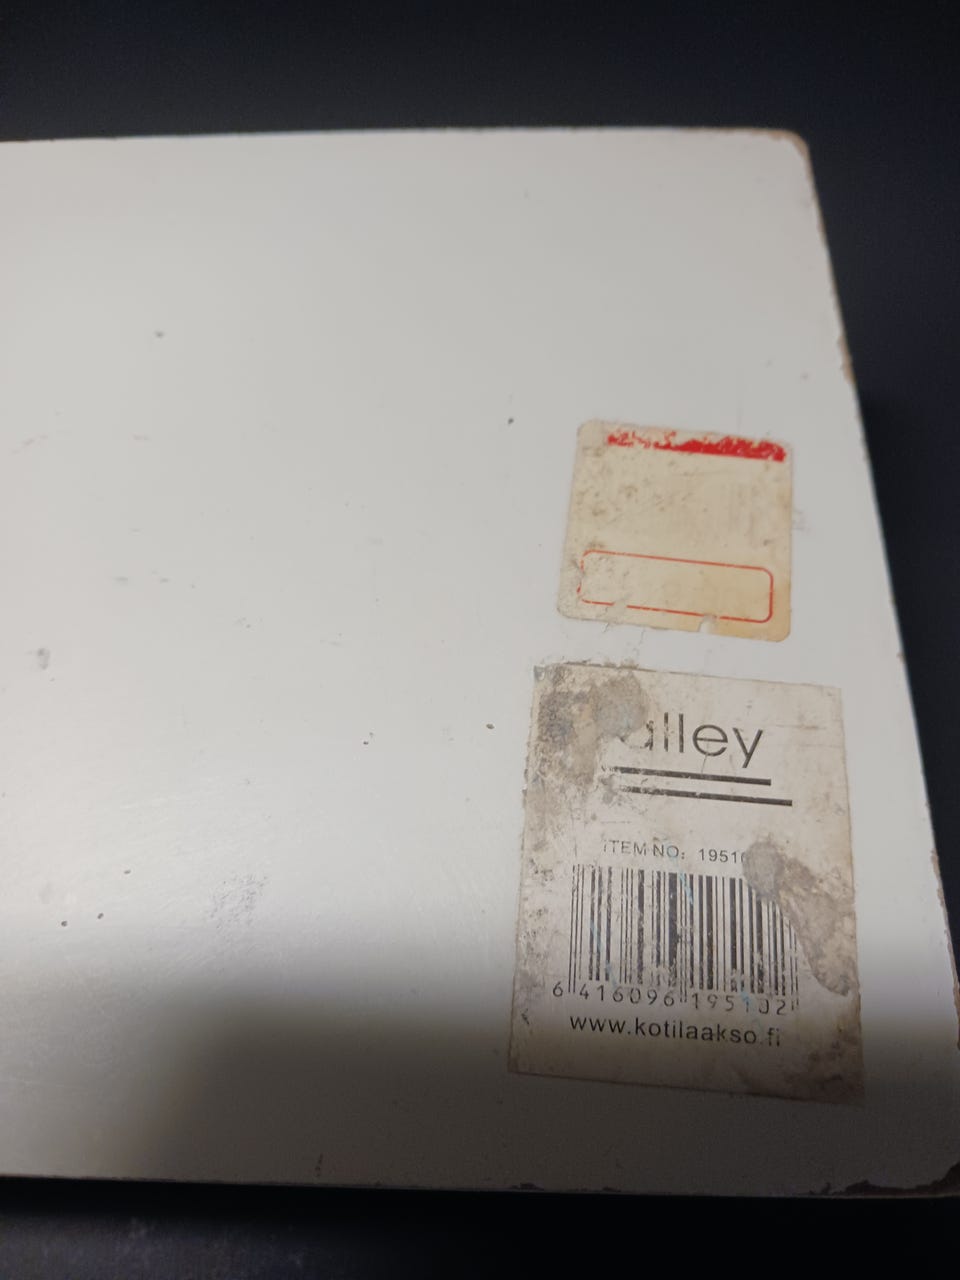 alley
ITEM NO: 1951
6 416096 195102
www.kotilaakso.fi